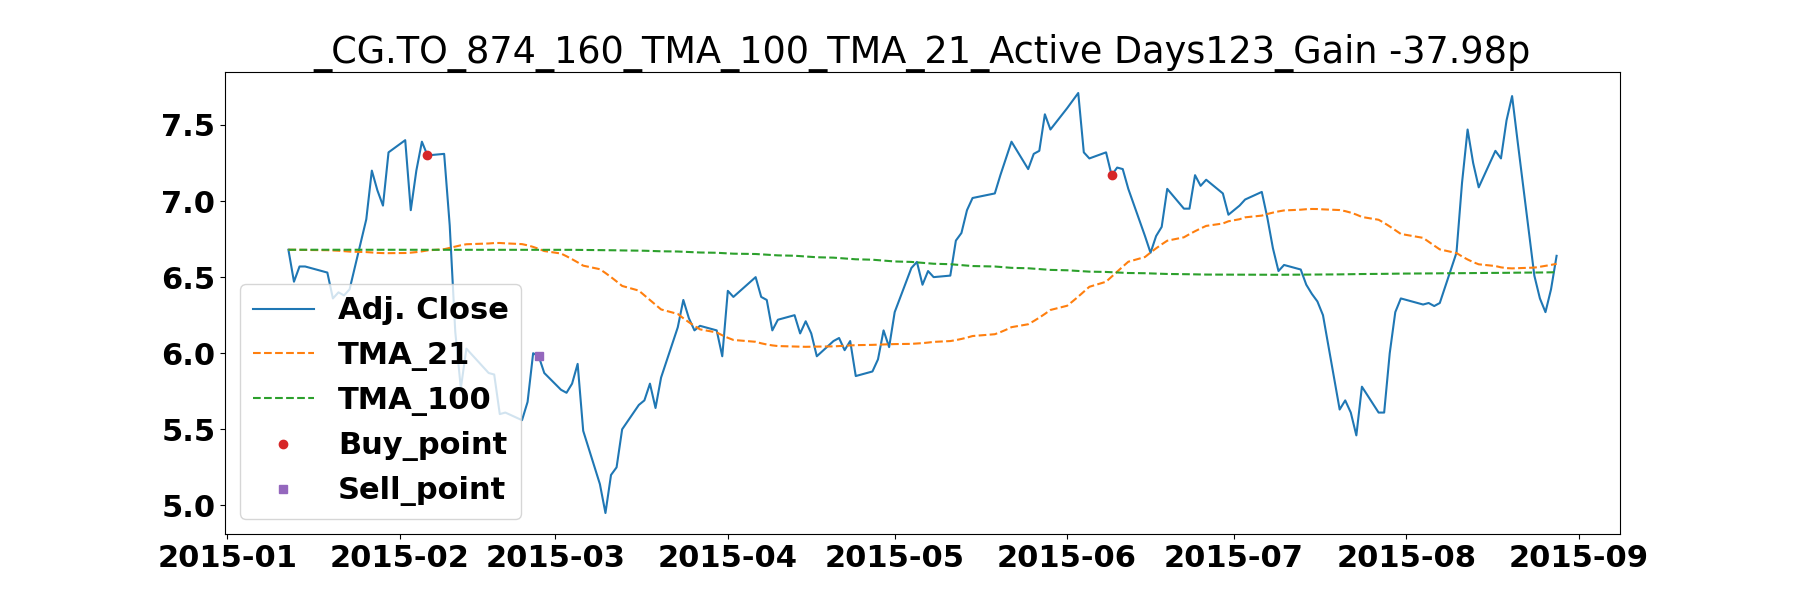 _CG.TO_874_160_TMA_100_TMA_21_Active Days123_Gain -37.98p
7.5
7.0
6.5
6.0
5.5
5.0
Adj. Close
TMA_21
TMA_100
Buy_point
Sell_point
2015-01 2015-02 2015-03 2015-04 2015-05 2015-06 2015-07 2015-08 2015-09